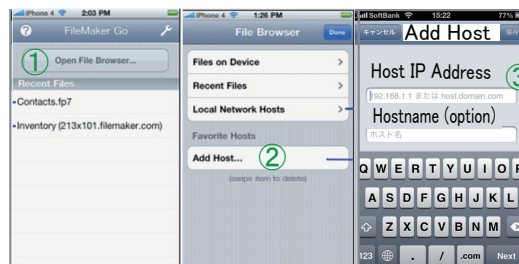 iPhone 4 2:03 PM
? FileMaker Go
① Open File Browser...
Recent Files
Contacts.fp7
Inventory (213x101.filemaker.com)
iPhone 4 1:26 PM
File Browser Done
Files on Device >
Recent Files >
Local Network Hosts >
Favorite Hosts
Add Host... ②
(swipe item to delete)
SoftBank 15:22 77%
キャンセル Add Host 保存
Host IP Address ③
192.168.1.1 または host.domain.com
Hostname (option)
ホスト名
Q W E R T Y U I O P
A S D F G H J K L
Z X C V B N M
123 . / .com Next